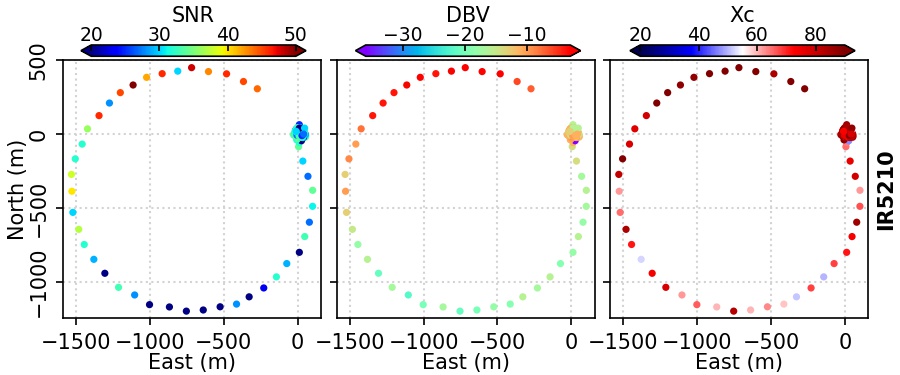 SNR DBV Xc
20 30 40 50 −30 −20 −10 20 40 60 80
500
0
−500
−1000
North (m)
IR5210
−1500 −1000 −500 0 −1500 −1000 −500 0 −1500 −1000 −500 0
East (m) East (m) East (m)